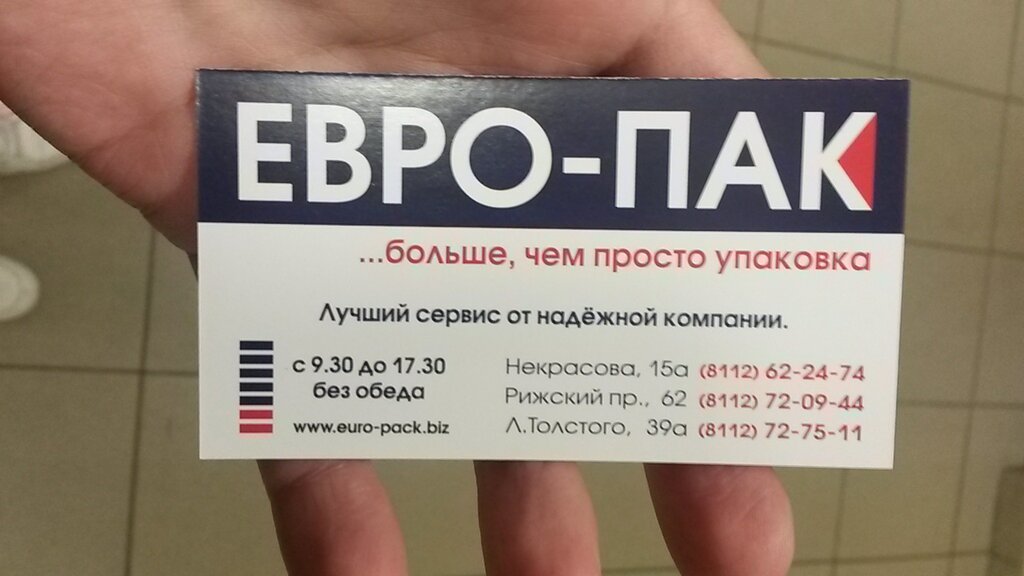 ЕВРО-ПАК
...больше, чем просто упаковка
Лучший сервис от надёжной компании.
с 9.30 до 17.30
без обеда
www.euro-pack.biz
Некрасова, 15а (8112) 62-24-74
Рижский пр., 62 (8112) 72-09-44
Л.Толстого, 39а (8112) 72-75-11